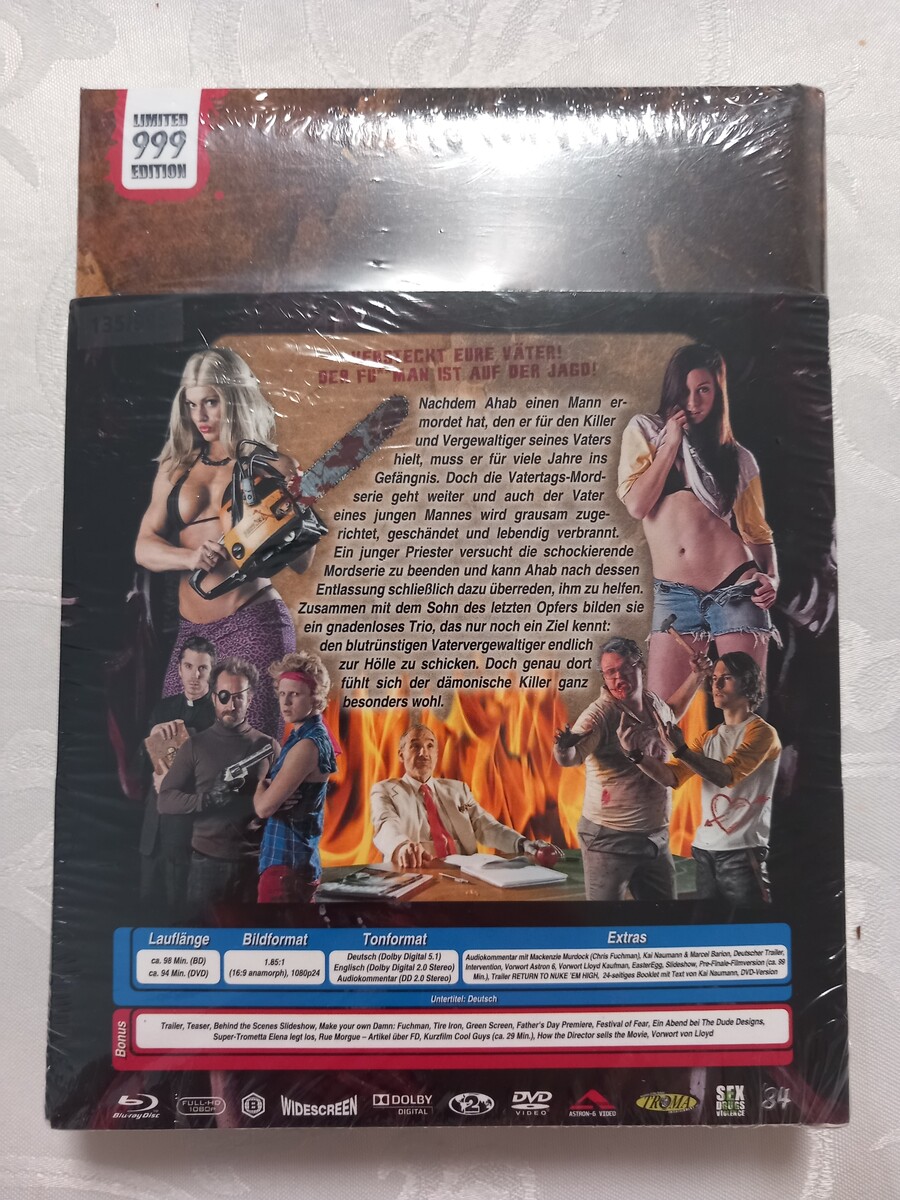 LIMITED
999
EDITION
VERSTECKT EURE VÄTER!
DER FU** MAN IST AUF DER JAGD!
Nachdem Ahab einen Mann er-
mordet hat, den er für den Killer
und Vergewaltiger seines Vaters
hielt, muss er für viele Jahre ins
Gefängnis. Doch die Vatertags-Mord-
serie geht weiter und auch der Vater
eines jungen Mannes wird grausam zuge-
richtet, geschändet und lebendig verbrannt.
Ein junger Priester versucht die schockierende
Mordserie zu beenden und kann Ahab nach dessen
Entlassung schließlich dazu überreden, ihm zu helfen.
Zusammen mit dem Sohn des letzten Opfers bilden sie
ein gnadenloses Trio, das nur noch ein Ziel kennt:
den blutrünstigen Vatervergewaltiger endlich
zur Hölle zu schicken. Doch genau dort
fühlt sich der dämonische Killer ganz
besonders wohl.
Lauflänge
ca. 98 Min. (BD)
ca. 94 Min. (DVD)
Bildformat
1.85:1
(16:9 anamorph), 1080p24
Tonformat
Deutsch (Dolby Digital 5.1)
Englisch (Dolby Digital 2.0 Stereo)
Audiokommentar (DD 2.0 Stereo)
Extras
Audiokommentar mit Mackenzie Murdock (Chris Fuchman), Kai Naumann & Marcel Barion, Deutscher Trailer,
Intervention, Vorwort Astron 6, Vorwort Lloyd Kaufman, EasterEgg, Slideshow, Pre-Finale-Filmversion (ca. 99
Min.), Trailer RETURN TO NUKE 'EM HIGH, 24-seitiges Booklet mit Text von Kai Naumann, DVD-Version
Untertitel: Deutsch
Bonus
Trailer, Teaser, Behind the Scenes Slideshow, Make your own Damn: Fuchman, Tire Iron, Green Screen, Father's Day Premiere, Festival of Fear, Ein Abend bei The Dude Designs,
Super-Trometta Elena legt los, Rue Morgue – Artikel über FD, Kurzfilm Cool Guys (ca. 29 Min.), How the Director sells the Movie, Vorwort von Lloyd
Blu-ray Disc
FULL-HD
1080P
B
WIDESCREEN
DOLBY
DIGITAL
2
DVD
VIDEO
ASTRON-6 VIDEO
TROMA
SEX
DRUGS
VIOLENCE
34